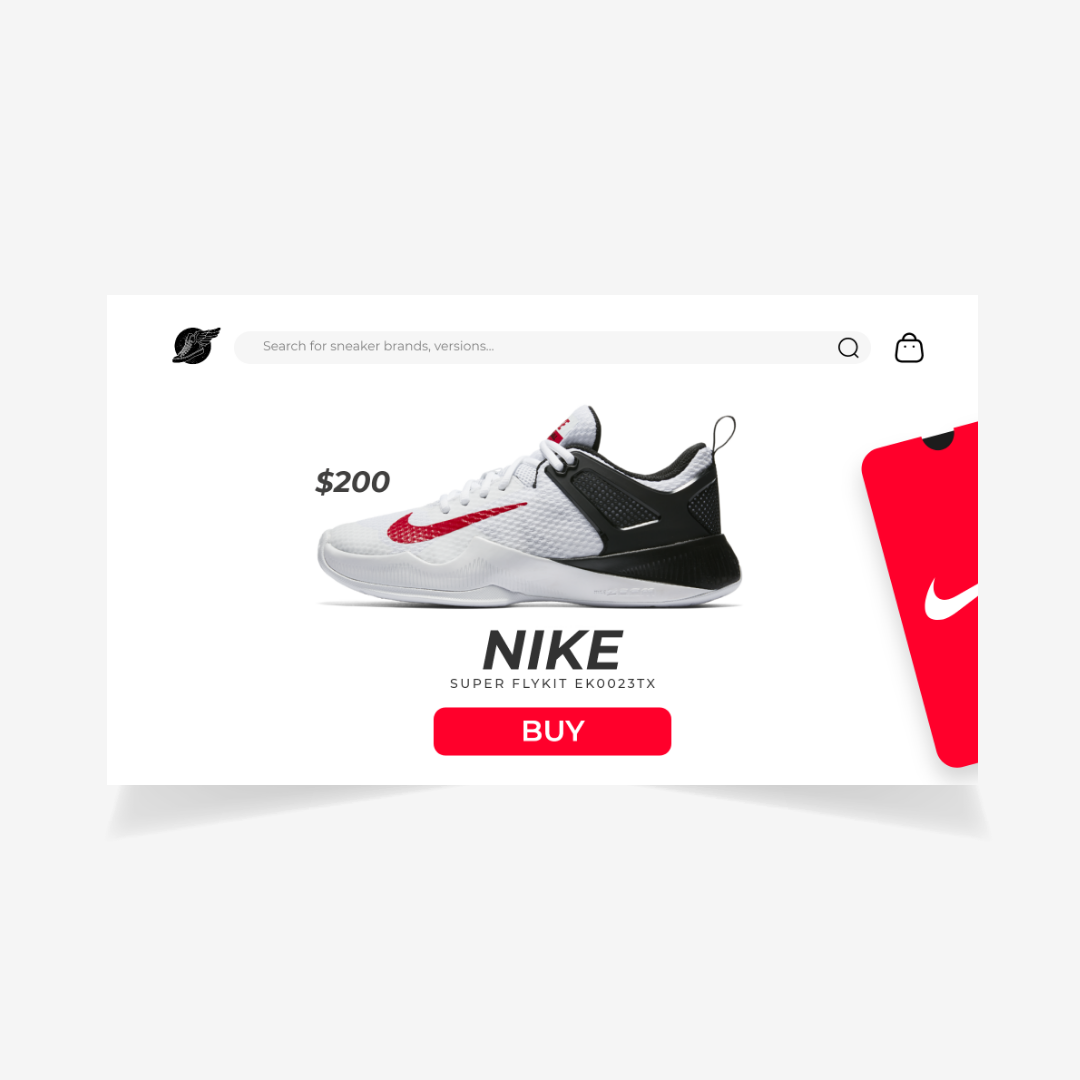 Search for sneaker brands, versions...
$200
NIKE
SUPER FLYKIT EK0023TX
BUY